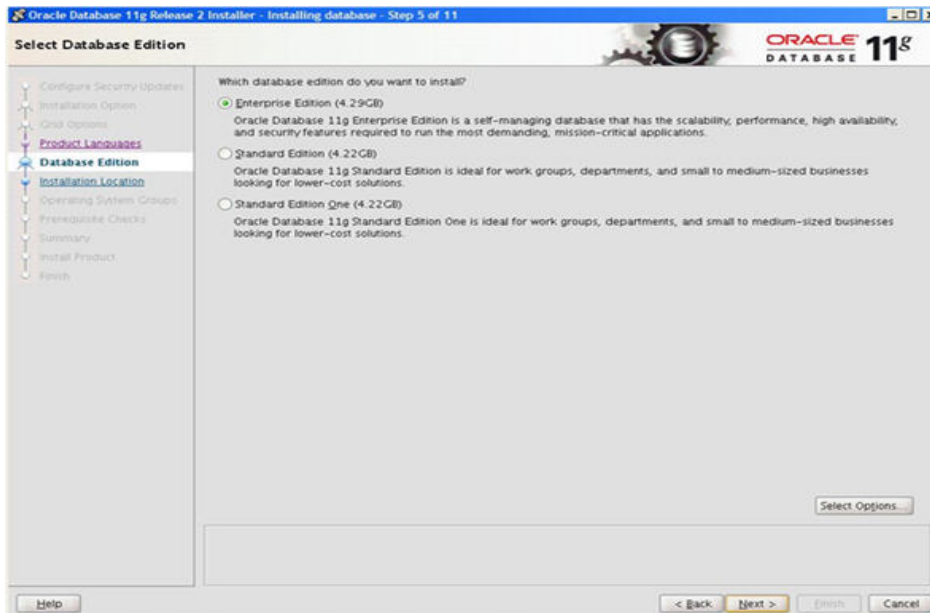 Oracle Database 11g Release 2 Installer - Installing database - Step 5 of 11
Select Database Edition
ORACLE
DATABASE
11g
Configure Security Updates
Installation Option
Grid Options
Product Languages
Database Edition
Installation Location
Operating System Groups
Prerequisite Checks
Summary
Install Product
Finish
Which database edition do you want to install?
Enterprise Edition (4.29GB)
Oracle Database 11g Enterprise Edition is a self-managing database that has the scalability, performance, high availability,
and security features required to run the most demanding, mission-critical applications.
Standard Edition (4.22GB)
Oracle Database 11g Standard Edition is ideal for work groups, departments, and small to medium-sized businesses
looking for lower-cost solutions.
Standard Edition One (4.22GB)
Oracle Database 11g Standard Edition One is ideal for work groups, departments, and small to medium-sized businesses
looking for lower-cost solutions.
Select Options...
Help
< Back
Next >
Finish
Cancel